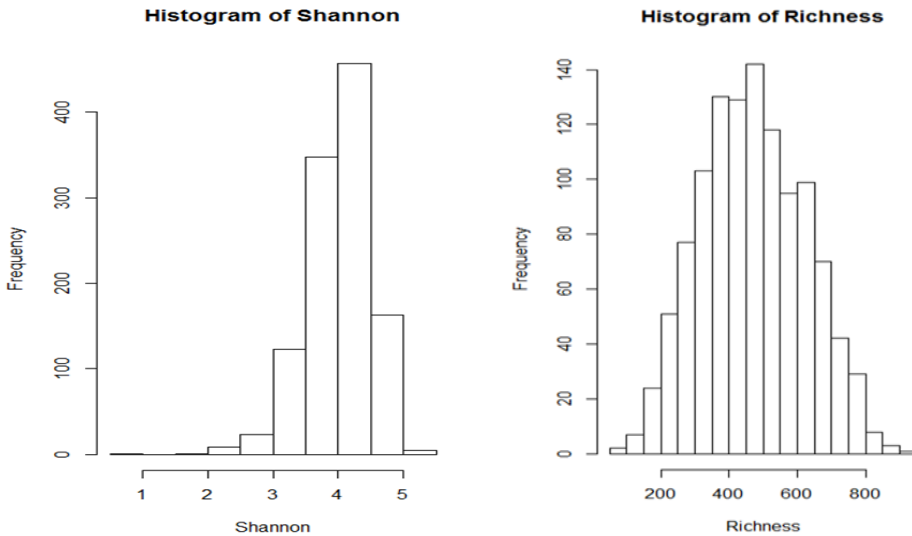 Histogram of Shannon
Frequency
0
100
200
300
400
1 2 3 4 5
Shannon
Histogram of Richness
Frequency
0
20
40
60
80
100
120
140
200 400 600 800
Richness